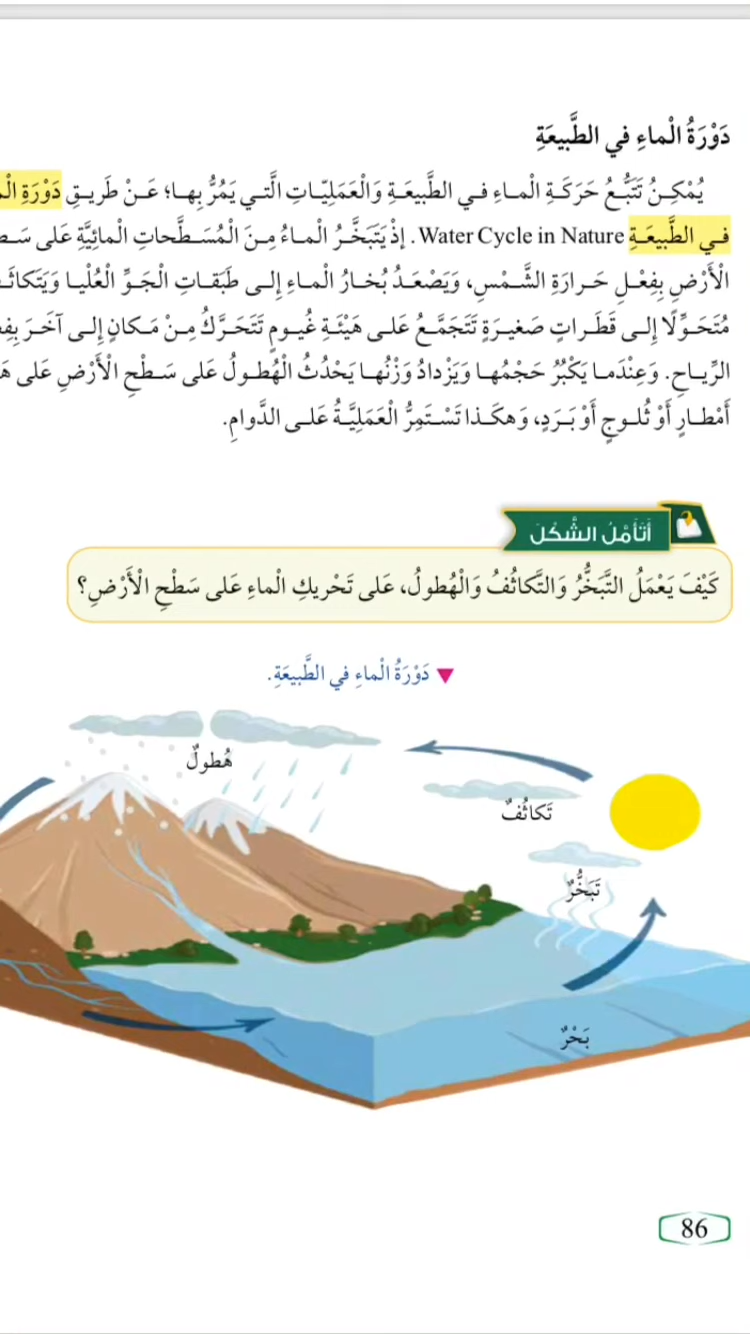 دَوْرَةُ الْماءِ في الطَّبيعَةِ
يُمْكِنُ تَتَبُّعُ حَرَكَةِ الْماءِ في الطَّبيعَةِ وَالْعَمَلِيّاتِ الَّتي يَمُرُّ بِها؛ عَنْ طَريقِ دَوْرَةِ
في الطَّبيعَةِ Water Cycle in Nature. إذْ يَتَبَخَّرُ الْماءُ مِنَ الْمُسَطَّحاتِ الْمائِيَّةِ عَلى
الْأَرْضِ بِفِعْلِ حَرارَةِ الشَّمْسِ، وَيَصْعَدُ بُخارُ الْماءِ إلى طَبَقاتِ الْجَوِّ الْعُلْيا
مُتَحَوِّلًا إلى قَطَراتٍ صَغيرَةٍ تَتَجَمَّعُ عَلى هَيْئَةِ غُيومٍ تَتَحَرَّكُ مِنْ مَكانٍ إلى آخَرَ
الرِّياحِ. وَعِنْدَما يَكْبُرُ حَجْمُها وَيَزْدادُ وَزْنُها يَحْدُثُ الْهُطولُ عَلى سَطْحِ الْأَرْضِ عَلى
أَمْطارٍ أَوْ ثُلوجٍ أَوْ بَرَدٍ، وَهكَذا تَسْتَمِرُّ الْعَمَلِيَّةُ عَلى الدَّوامِ.
أَتَأَمَّلُ الشَّكْلَ
كَيْفَ يَعْمَلُ التَّبَخُّرُ وَالتَّكاثُفُ وَالْهُطولُ، عَلى تَحْريكِ الْماءِ عَلى سَطْحِ الْأَرْضِ؟
▼ دَوْرَةُ الْماءِ في الطَّبيعَةِ.
هُطولٌ
تَكاثُفٌ
تَبَخُّرٌ
بَحْرٌ
86